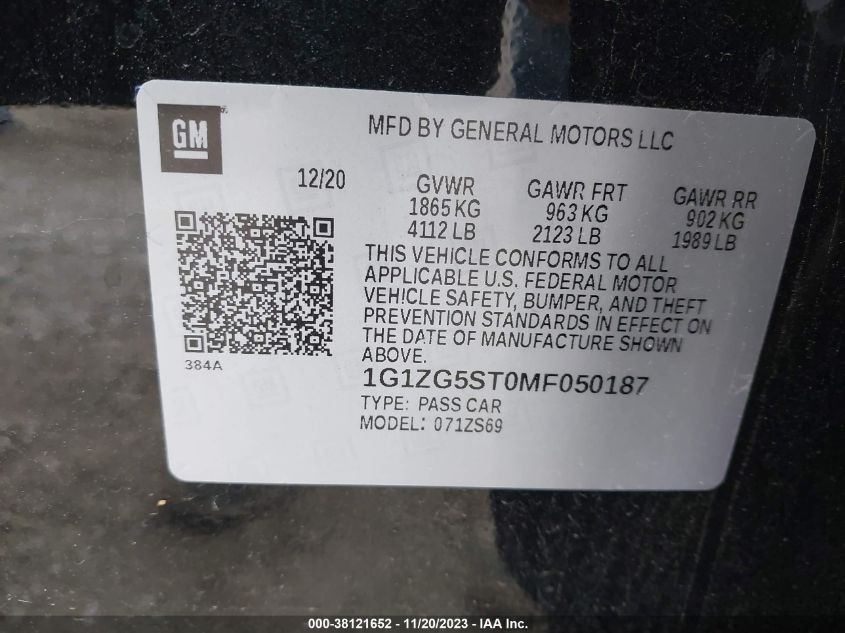 GM
MFD BY GENERAL MOTORS LLC
12/20
GVWR
1865 KG
4112 LB
GAWR FRT
963 KG
2123 LB
GAWR RR
902 KG
1989 LB
THIS VEHICLE CONFORMS TO ALL
APPLICABLE U.S. FEDERAL MOTOR
VEHICLE SAFETY, BUMPER, AND THEFT
PREVENTION STANDARDS IN EFFECT ON
THE DATE OF MANUFACTURE SHOWN
ABOVE.
384A
1G1ZG5ST0MF050187
TYPE: PASS CAR
MODEL: 071ZS69
000-38121652 - 11/20/2023 - IAA Inc.